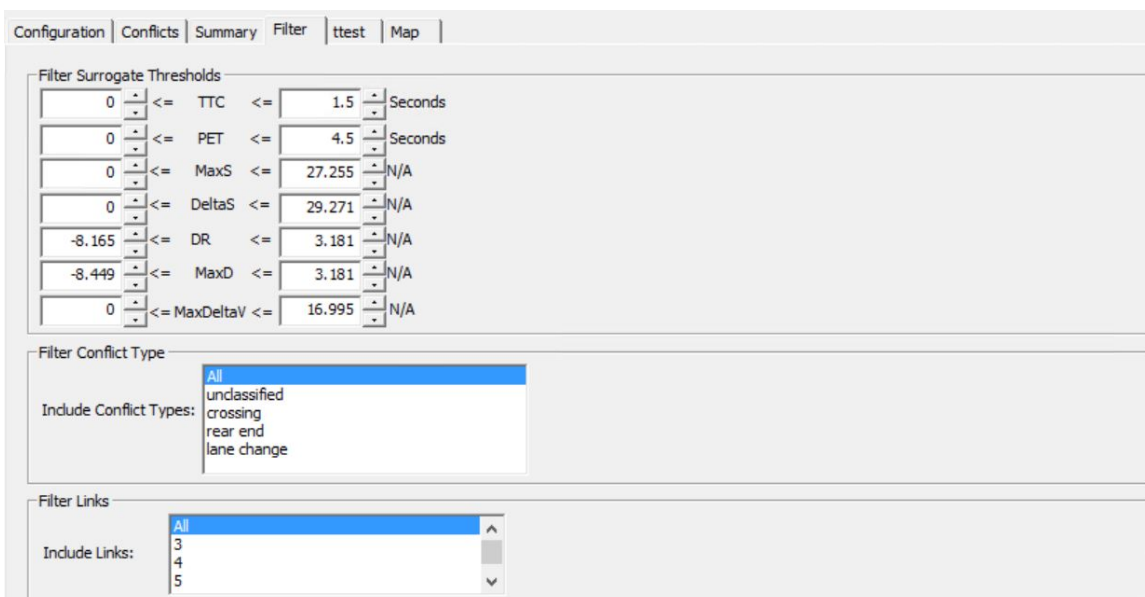 Configuration Conflicts Summary Filter ttest Map
Filter Surrogate Thresholds
0 <= TTC <= 1.5 Seconds
0 <= PET <= 4.5 Seconds
0 <= MaxS <= 27.255 N/A
0 <= DeltaS <= 29.271 N/A
-8.165 <= DR <= 3.181 N/A
-8.449 <= MaxD <= 3.181 N/A
0 <= MaxDeltaV <= 16.995 N/A
Filter Conflict Type
All
unclassified
Include Conflict Types: crossing
rear end
lane change
Filter Links
All
3
Include Links:
4
5